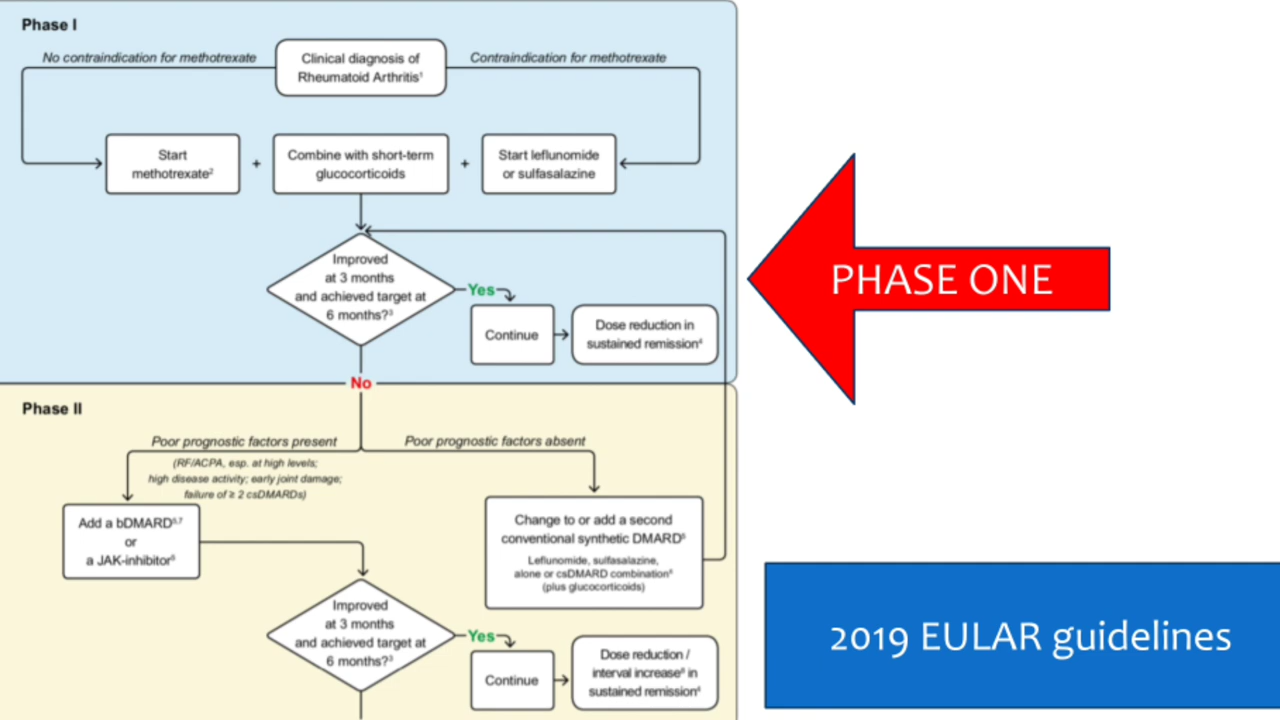 Phase I
No contraindication for methotrexate
Clinical diagnosis of
Rheumatoid Arthritis¹
Contraindication for methotrexate
Start
methotrexate²
+
Combine with short-term
glucocorticoids
+
Start leflunomide
or sulfasalazine
Improved
at 3 months
and achieved target at
6 months?³
Yes
Continue
Dose reduction in
sustained remission⁴
No
PHASE ONE
Phase II
Poor prognostic factors present
(RF/ACPA, esp. at high levels;
high disease activity; early joint damage;
failure of ≥ 2 csDMARDs)
Poor prognostic factors absent
Add a bDMARD⁵,⁷
or
a JAK-inhibitor⁶
Change to or add a second
conventional synthetic DMARD⁵
Leflunomide, sulfasalazine,
alone or csDMARD combination⁶
(plus glucocorticoids)
Improved
at 3 months
and achieved target at
6 months?³
Yes
Continue
Dose reduction /
interval increase⁸ in
sustained remission⁴
2019 EULAR guidelines